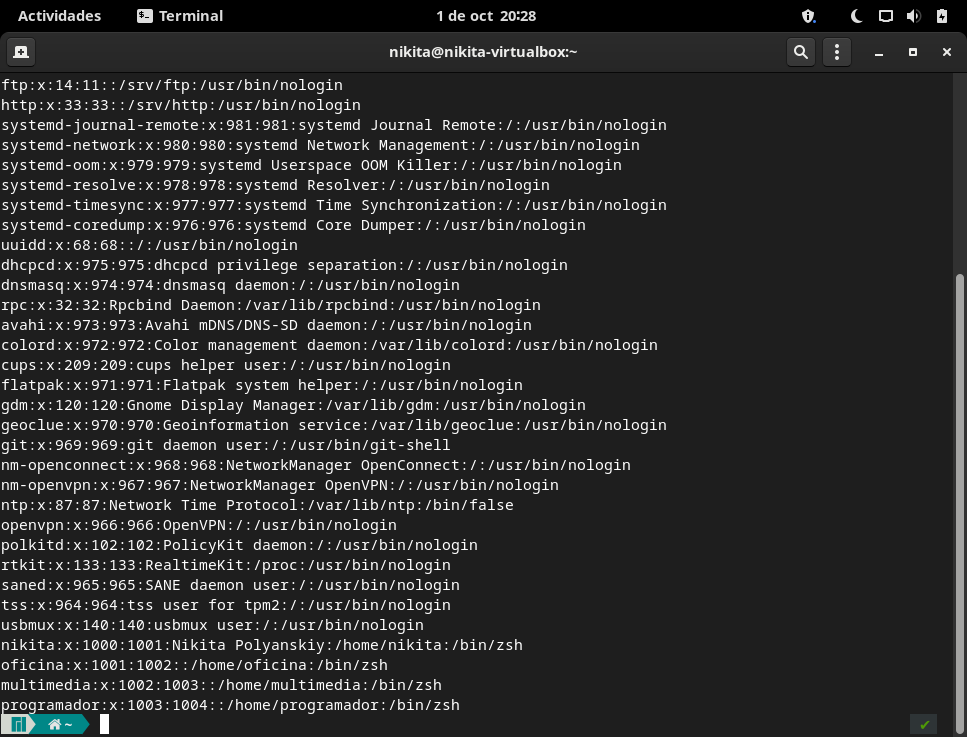 Actividades
Terminal
1 de oct 20:28
nikita@nikita-virtualbox:~
ftp:x:14:11::/srv/ftp:/usr/bin/nologin
http:x:33:33::/srv/http:/usr/bin/nologin
systemd-journal-remote:x:981:981:systemd Journal Remote:/:/usr/bin/nologin
systemd-network:x:980:980:systemd Network Management:/:/usr/bin/nologin
systemd-oom:x:979:979:systemd Userspace OOM Killer:/:/usr/bin/nologin
systemd-resolve:x:978:978:systemd Resolver:/:/usr/bin/nologin
systemd-timesync:x:977:977:systemd Time Synchronization:/:/usr/bin/nologin
systemd-coredump:x:976:976:systemd Core Dumper:/:/usr/bin/nologin
uuidd:x:68:68::/:/usr/bin/nologin
dhcpcd:x:975:975:dhcpcd privilege separation:/:/usr/bin/nologin
dnsmasq:x:974:974:dnsmasq daemon:/:/usr/bin/nologin
rpc:x:32:32:Rpcbind Daemon:/var/lib/rpcbind:/usr/bin/nologin
avahi:x:973:973:Avahi mDNS/DNS-SD daemon:/:/usr/bin/nologin
colord:x:972:972:Color management daemon:/var/lib/colord:/usr/bin/nologin
cups:x:209:209:cups helper user:/:/usr/bin/nologin
flatpak:x:971:971:Flatpak system helper:/:/usr/bin/nologin
gdm:x:120:120:Gnome Display Manager:/var/lib/gdm:/usr/bin/nologin
geoclue:x:970:970:Geoinformation service:/var/lib/geoclue:/usr/bin/nologin
git:x:969:969:git daemon user:/:/usr/bin/git-shell
nm-openconnect:x:968:968:NetworkManager OpenConnect:/:/usr/bin/nologin
nm-openvpn:x:967:967:NetworkManager OpenVPN:/:/usr/bin/nologin
ntp:x:87:87:Network Time Protocol:/var/lib/ntp:/bin/false
openvpn:x:966:966:OpenVPN:/:/usr/bin/nologin
polkitd:x:102:102:PolicyKit daemon:/:/usr/bin/nologin
rtkit:x:133:133:RealtimeKit:/proc:/usr/bin/nologin
saned:x:965:965:SANE daemon user:/:/usr/bin/nologin
tss:x:964:964:tss user for tpm2:/:/usr/bin/nologin
usbmux:x:140:140:usbmux user:/:/usr/bin/nologin
nikita:x:1000:1001:Nikita Polyanskiy:/home/nikita:/bin/zsh
oficina:x:1001:1002::/home/oficina:/bin/zsh
multimedia:x:1002:1003::/home/multimedia:/bin/zsh
programador:x:1003:1004::/home/programador:/bin/zsh
~